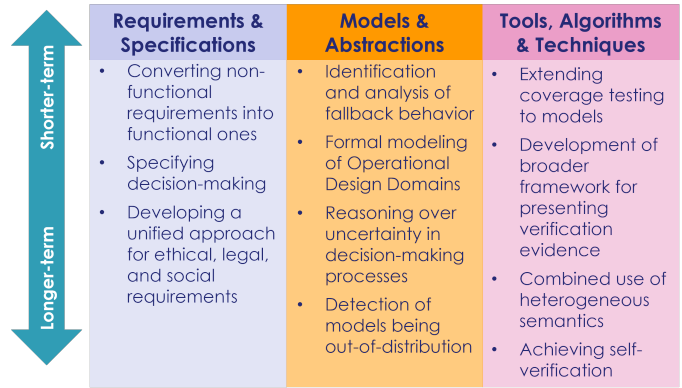 Shorter-term
Longer-term
Requirements &
Specifications
• Converting non-
functional
requirements into
functional ones
• Specifying
decision-making
• Developing a
unified approach
for ethical, legal,
and social
requirements
Models &
Abstractions
• Identification
and analysis of
fallback behavior
• Formal modeling
of Operational
Design Domains
• Reasoning over
uncertainty in
decision-making
processes
• Detection of
models being
out-of-distribution
Tools, Algorithms
& Techniques
• Extending
coverage testing
to models
• Development of
broader
framework for
presenting
verification
evidence
• Combined use of
heterogeneous
semantics
• Achieving self-
verification